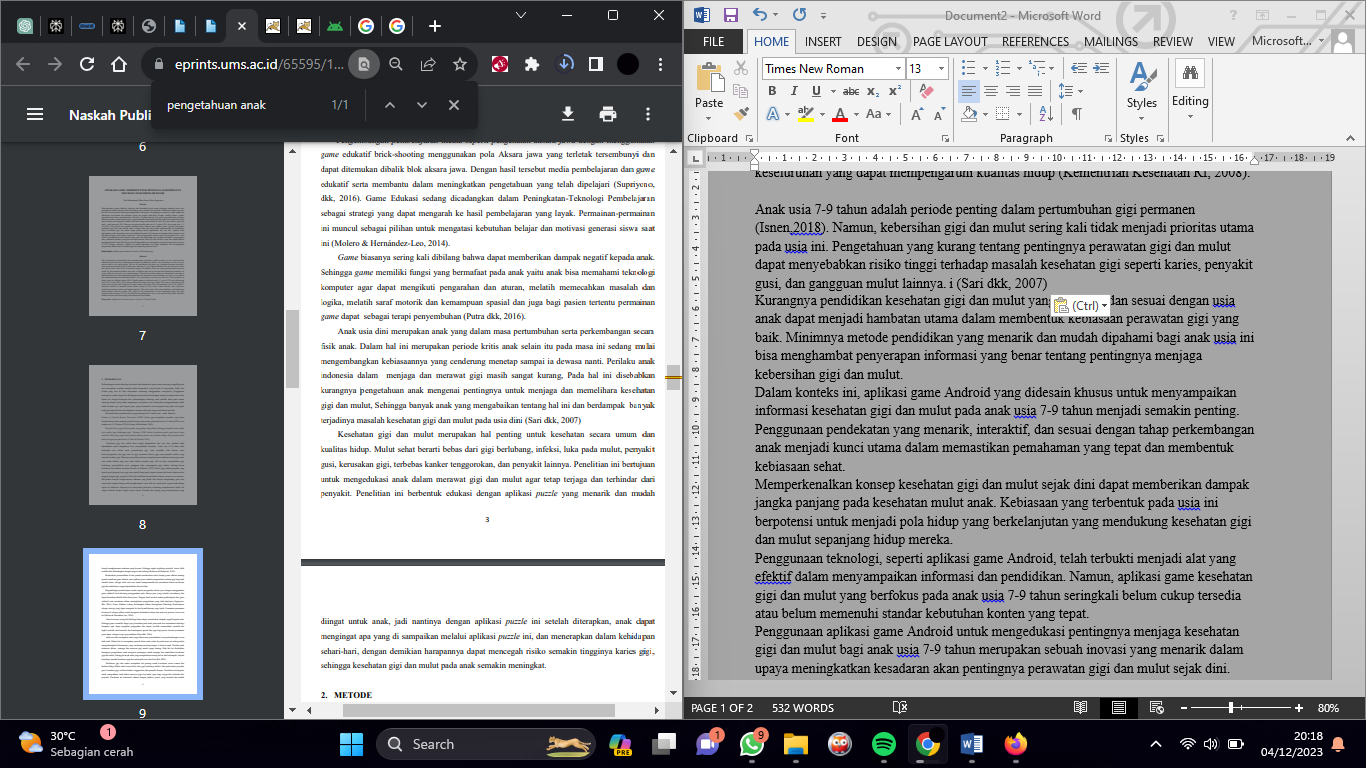 eprints.ums.ac.id/65595/1...
pengetahuan anak 1/1
Naskah Publi
6
7
8
9
game edukatif brick-shooting menggunakan pola Aksara jawa yang terletak tersembunyi dan
dapat ditemukan dibalik blok aksara jawa. Dengan hasil tersebut media pembelajaran dan game
edukatif serta membantu dalam meningkatkan pengetahuan yang telah dipelajari (Supriyono,
dkk, 2016). Game Edukasi sedang dicadangkan dalam Peningkatan-Teknologi Pembelajaran
sebagai strategi yang dapat mengarah ke hasil pembelajaran yang layak. Permainan-permainan
ini muncul sebagai pilihan untuk mengatasi kebutuhan belajar dan motivasi generasi siswa saat
ini (Molero & Hernández-Leo, 2014).
Game biasanya sering kali dibilang bahwa dapat memberikan dampak negatif kepada anak.
Sehingga game memiliki fungsi yang bermafaat pada anak yaitu anak bisa memahami teknologi
komputer agar dapat mengikuti pengarahan dan aturan, melatih memecahkan masalah dan
logika, melatih saraf motorik dan kemampuan spasial dan juga bagi pasien tertentu permainan
game dapat sebagai terapi penyembuhan (Putra dkk, 2016).
Anak usia dini merupakan anak yang dalam masa pertumbuhan serta perkembangan secara
fisik anak. Dalam hal ini merupakan periode kritis anak selain itu pada masa ini sedang mulai
mengembangkan kebiasaannya yang cenderung menetap sampai ia dewasa nanti. Perilaku anak
indonesia dalam menjaga dan merawat gigi masih sangat kurang, Pada hal ini disebabkan
kurangnya pengetahuan anak mengenai pentingnya untuk menjaga dan memelihara kesehatan
gigi dan mulut, Sehingga banyak anak yang mengabaikan tentang hal ini dan berdampak banyak
terjadinya masalah kesehatan gigi dan mulut pada usia dini (Sari dkk, 2007)
Kesehatan gigi dan mulut merupakan hal penting untuk kesehatan secara umum dan
kualitas hidup. Mulut sehat berarti bebas dari gigi berlubang, infeksi, luka pada mulut, penyakit
gusi, kerusakan gigi, terbebas kanker tenggorokan, dan penyakit lainnya. Penelitian ini bertujuan
untuk mengedukasi anak dalam merawat gigi dan mulut agar tetap terjaga dan terhindar dari
penyakit. Penelitian ini berbentuk edukasi dengan aplikasi puzzle yang menarik dan mudah
3
diingat untuk anak, jadi nantinya dengan aplikasi puzzle ini setelah diterapkan, anak dapat
mengingat apa yang di sampaikan melalui aplikasi puzzle ini, dan menerapkan dalam kehidupan
sehari-hari, dengan demikian harapannya dapat mencegah risiko semakin tingginya karies gigi,
sehingga kesehatan gigi dan mulut pada anak semakin meningkat.
2. METODE
Document2 - Microsoft Word
FILE HOME INSERT DESIGN PAGE LAYOUT REFERENCES MAILINGS REVIEW VIEW Microsoft...
Times New Roman 13
Paste Styles Editing
Clipboard Font Paragraph Styles
keseluruhan yang dapat mempengaruhi kualitas hidup (Kementrian Kesehatan RI, 2008).
Anak usia 7-9 tahun adalah periode penting dalam pertumbuhan gigi permanen
(Isnen,2018). Namun, kebersihan gigi dan mulut sering kali tidak menjadi prioritas utama
pada usia ini. Pengetahuan yang kurang tentang pentingnya perawatan gigi dan mulut
dapat menyebabkan risiko tinggi terhadap masalah kesehatan gigi seperti karies, penyakit
gusi, dan gangguan mulut lainnya. i (Sari dkk, 2007)
Kurangnya pendidikan kesehatan gigi dan mulut yang dan sesuai dengan usia
(Ctrl)
anak dapat menjadi hambatan utama dalam membentuk kebiasaan perawatan gigi yang
baik. Minimnya metode pendidikan yang menarik dan mudah dipahami bagi anak usia ini
bisa menghambat penyerapan informasi yang benar tentang pentingnya menjaga
kebersihan gigi dan mulut.
Dalam konteks ini, aplikasi game Android yang didesain khusus untuk menyampaikan
informasi kesehatan gigi dan mulut pada anak usia 7-9 tahun menjadi semakin penting.
Penggunaan pendekatan yang menarik, interaktif, dan sesuai dengan tahap perkembangan
anak menjadi kunci utama dalam memastikan pemahaman yang tepat dan membentuk
kebiasaan sehat.
Memperkenalkan konsep kesehatan gigi dan mulut sejak dini dapat memberikan dampak
jangka panjang pada kesehatan mulut anak. Kebiasaan yang terbentuk pada usia ini
berpotensi untuk menjadi pola hidup yang berkelanjutan yang mendukung kesehatan gigi
dan mulut sepanjang hidup mereka.
Penggunaan teknologi, seperti aplikasi game Android, telah terbukti menjadi alat yang
efektif dalam menyampaikan informasi dan pendidikan. Namun, aplikasi game kesehatan
gigi dan mulut yang berfokus pada anak usia 7-9 tahun seringkali belum cukup tersedia
atau belum memenuhi standar kebutuhan konten yang tepat.
Penggunaan aplikasi game Android untuk mengedukasi pentingnya menjaga kesehatan
gigi dan mulut bagi anak usia 7-9 tahun merupakan sebuah inovasi yang menarik dalam
upaya meningkatkan kesadaran akan pentingnya perawatan gigi dan mulut sejak dini.
PAGE 1 OF 2 532 WORDS 80%
30°C
Sebagian cerah
Search
20:18
04/12/2023